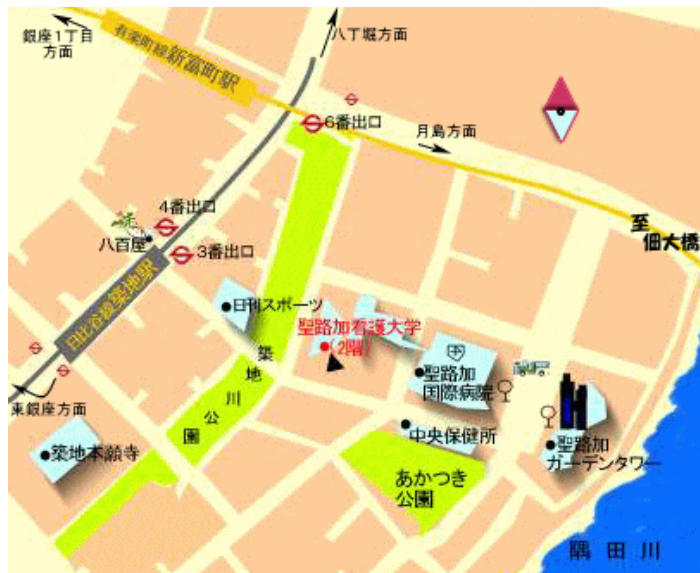 銀座1丁目
方面
有楽町線新富町駅
八丁堀方面
6番出口
月島方面
至
佃大橋
4番出口
八百屋
3番出口
日比谷線築地駅
日刊スポーツ
聖路加看護大学
(2階)
築地川公園
聖路加
国際病院
東銀座方面
築地本願寺
中央保健所
聖路加
ガーデンタワー
あかつき
公園
隅田川